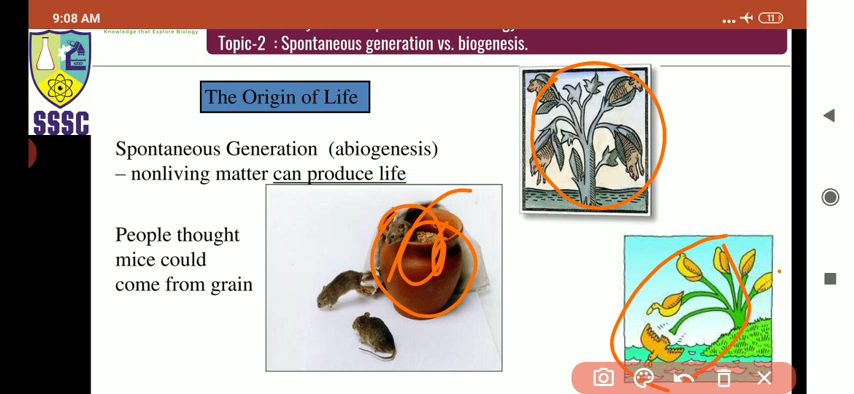 9:08 AM
11
Knowledge that Explore Biology
Topic-2 : Spontaneous generation vs. biogenesis.
SSSC
The Origin of Life
Spontaneous Generation (abiogenesis)
– nonliving matter can produce life
People thought
mice could
come from grain